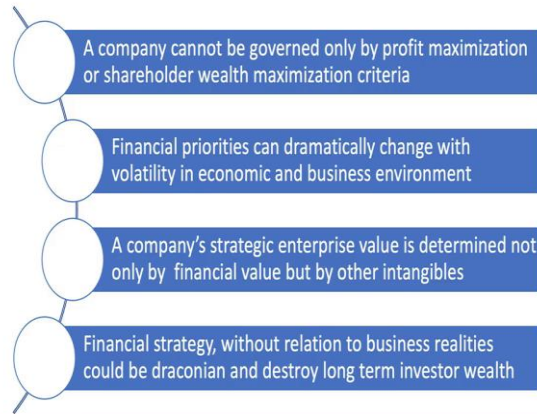 A company cannot be governed only by profit maximization
or shareholder wealth maximization criteria
Financial priorities can dramatically change with
volatility in economic and business environment
A company's strategic enterprise value is determined not
only by financial value but by other intangibles
Financial strategy, without relation to business realities
could be draconian and destroy long term investor wealth